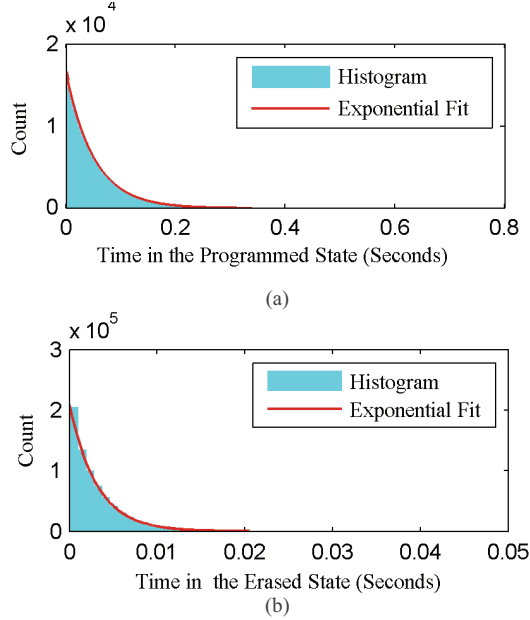 x 10
4
2
1
0
Count
Histogram
Exponential Fit
0 0.2 0.4 0.6 0.8
Time in the Programmed State (Seconds)
(a)
x 10
5
3
2
1
0
Count
Histogram
Exponential Fit
0 0.01 0.02 0.03 0.04 0.05
Time in the Erased State (Seconds)
(b)